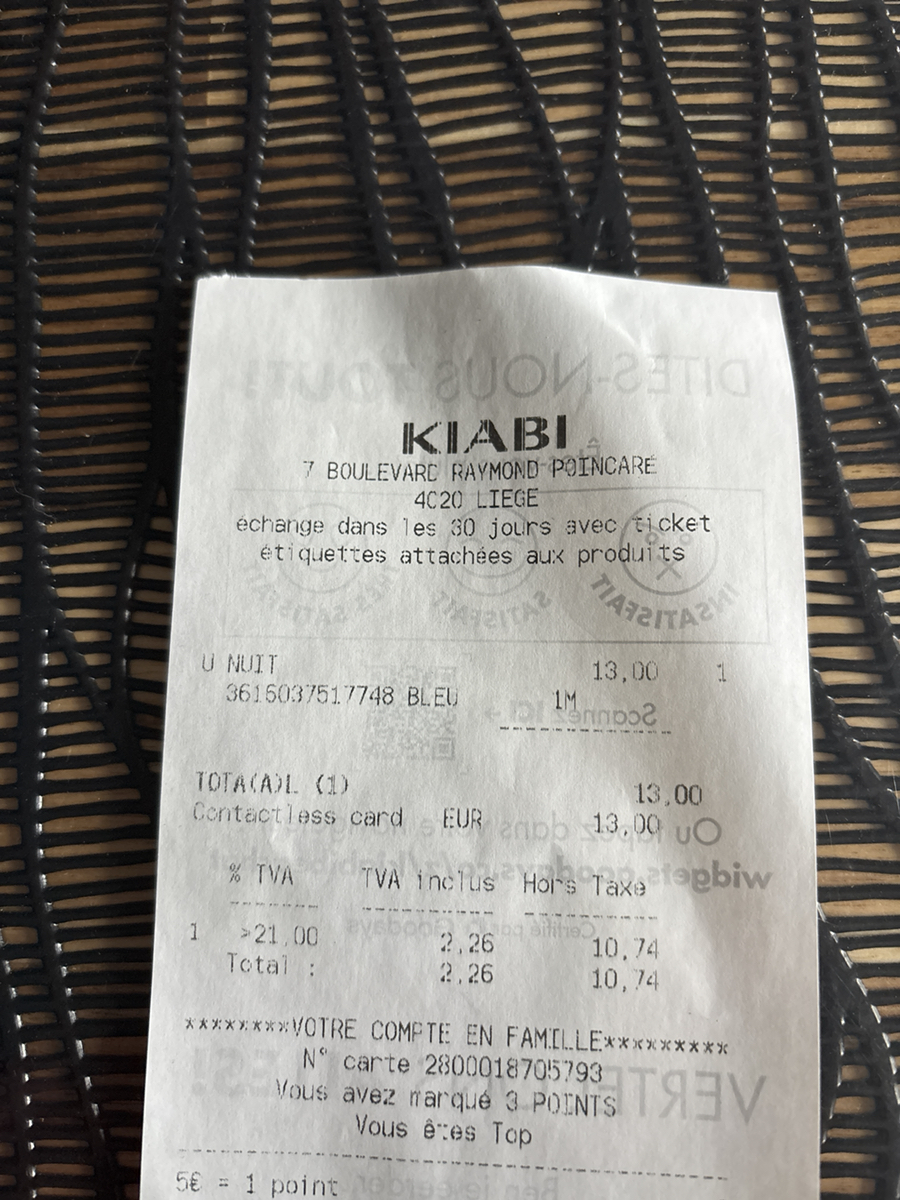 KIABI
7 BOULEVARD RAYMOND POINCARÉ
4020 LIEGE
échange dans les 30 jours avec ticket
étiquettes attachées aux produits
U NUIT 13,00 1
3616037517748 BLEU 1M
TOTA(A)L (1) 13,00
Contactless card EUR 13,00
% TVA TVA inclus Hors Taxe
1 >21,00 2,26 10,74
Total : 2,26 10,74
********VOTRE COMPTE EN FAMILLE*********
N° carte 2800018705793
Vous avez marqué 3 POINTS
Vous êtes Top
5€ = 1 point